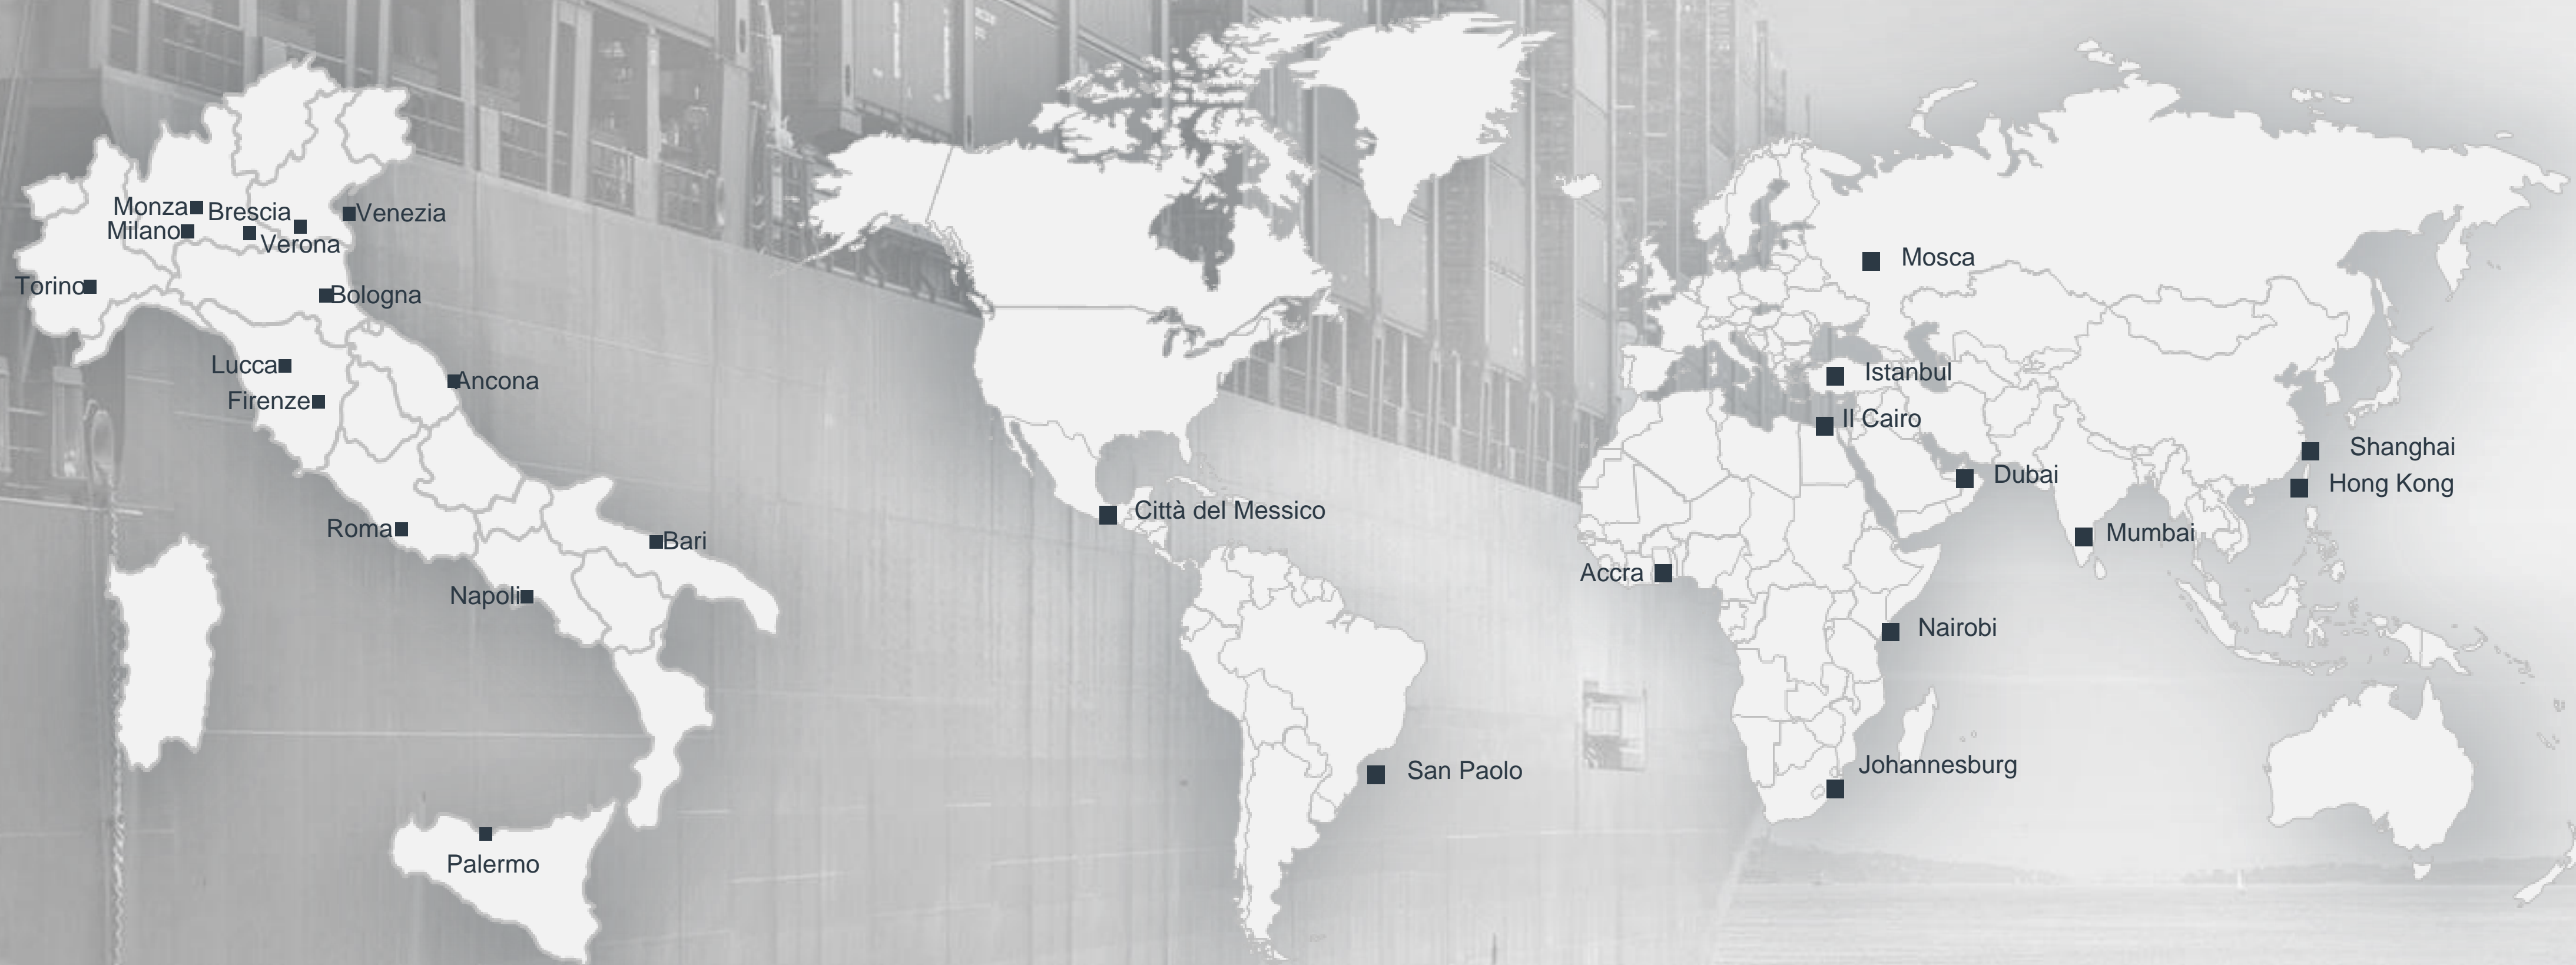 Monza
Brescia
Venezia
Milano
Verona
Torino
Bologna
Lucca
Ancona
Firenze
Roma
Bari
Napoli
Palermo
Città del Messico
San Paolo
Mosca
Istanbul
Il Cairo
Dubai
Shanghai
Hong Kong
Mumbai
Accra
Nairobi
Johannesburg